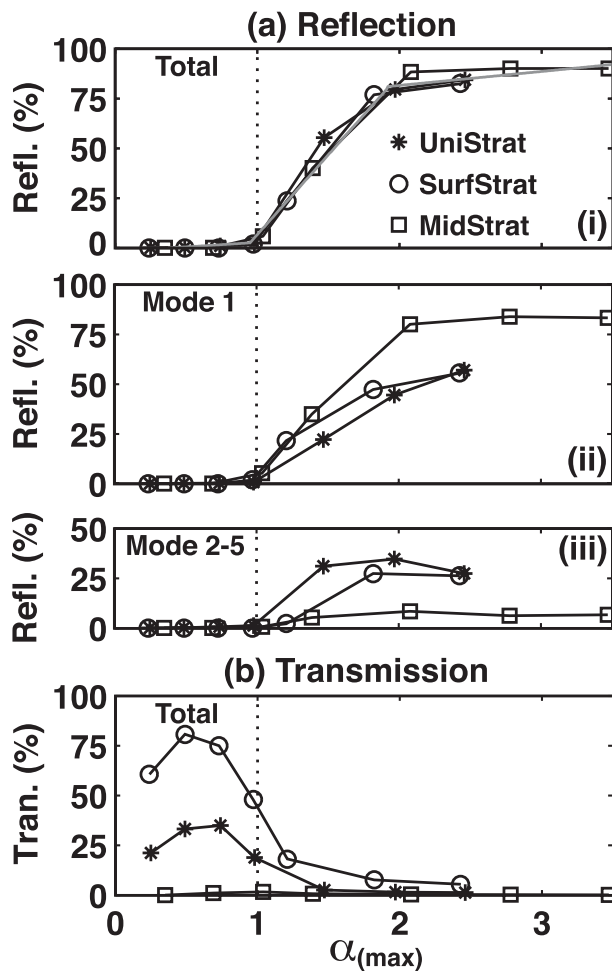 (a) Reflection
100
75
50
25
0
Refl. (%)
Total
UniStrat
SurfStrat
MidStrat
(i)
100
75
50
25
0
Refl. (%)
Mode 1
(ii)
50
25
0
Refl. (%)
Mode 2-5
(iii)
(b) Transmission
100
75
50
25
0
Tran. (%)
Total
0 1 2 3
α(max)